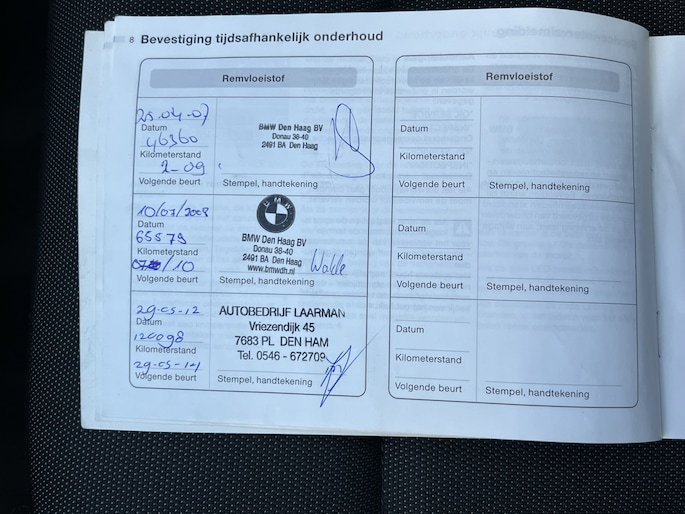 8 Bevestiging tijdsafhankelijk onderhoud
Remvloeistof
25.04-07
Datum
46360
Kilometerstand
2-09
Volgende beurt
BMW Den Haag BV
Donau 38-40
2491 BA Den Haag
Stempel, handtekening
10/07/2008
Datum
65579
Kilometerstand
/10
Volgende beurt
BMW
BMW Den Haag BV
Donau 38-40
2491 BA Den Haag
www.bmwdh.nl
Stempel, handtekening
29-05-12
Datum
120098
Kilometerstand
29-05-14
Volgende beurt
AUTOBEDRIJF LAARMAN
Vriezendijk 45
7683 PL DEN HAM
Tel. 0546 - 672709
Stempel, handtekening
Remvloeistof
Datum
Kilometerstand
Volgende beurt
Stempel, handtekening
Datum
Kilometerstand
Volgende beurt
Stempel, handtekening
Datum
Kilometerstand
Volgende beurt
Stempel, handtekening